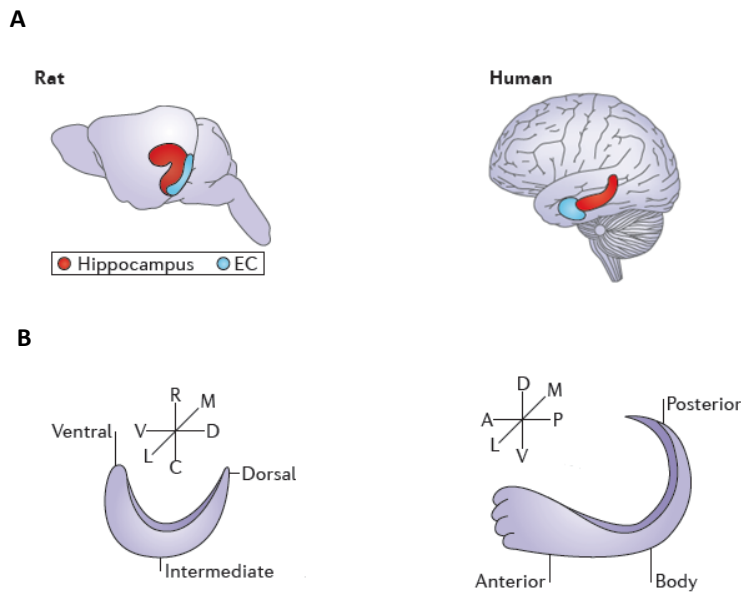 A
Rat
Human
Hippocampus EC
B
R
M
V D
L
C
Ventral
Dorsal
Intermediate
D
M
A P
L
V
Posterior
Anterior
Body